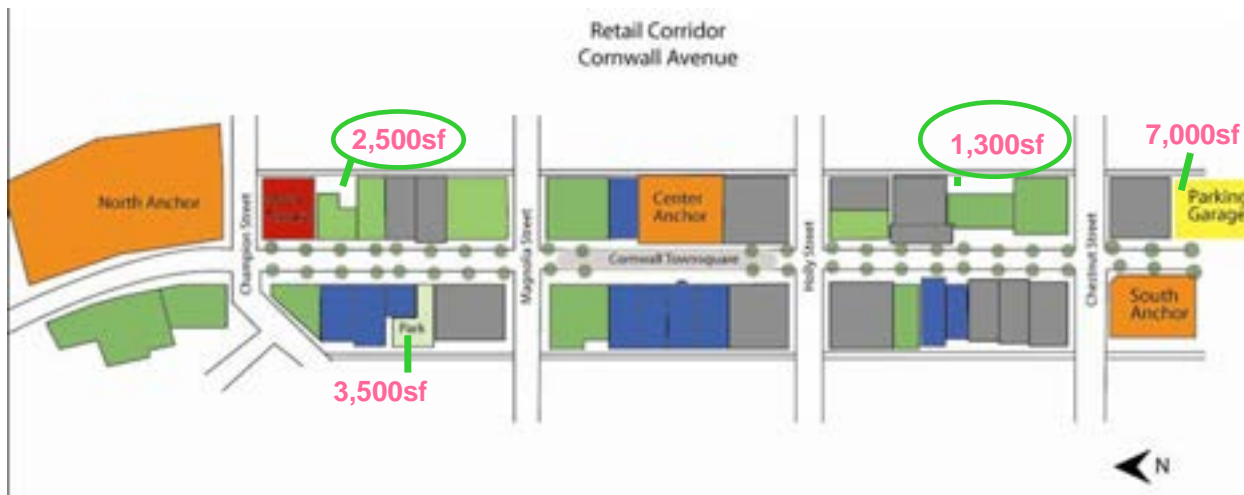 Retail Corridor
Cornwall Avenue
2,500sf
1,300sf
7,000sf
North Anchor
Center
Anchor
Parking
Garage
Champion Street
Magnolia Street
Holly Street
Chestnut Street
Cornwall Townsquare
Park
South
Anchor
3,500sf
N